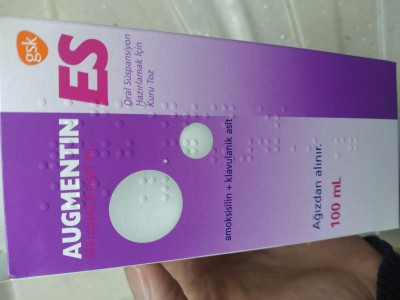 gsk
AUGMENTIN
ES
Oral Süspansiyon
Hazırlamak İçin
Kuru Toz
amoksisilin + klavulanik asit
Ağızdan alınır.
100 mL